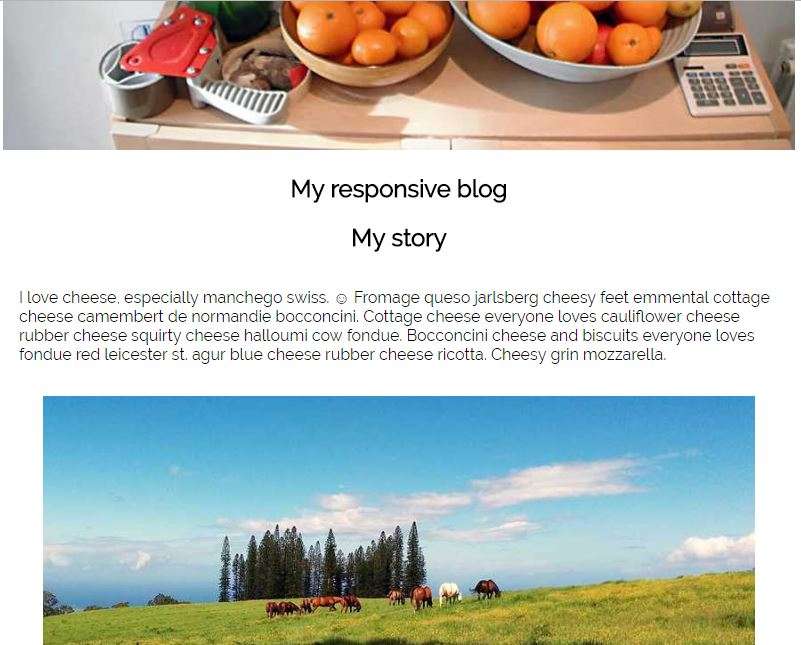 My responsive blog
My story
I love cheese, especially manchego swiss. ☺ Fromage queso jarlsberg cheesy feet emmental cottage
cheese camembert de normandie bocconcini. Cottage cheese everyone loves cauliflower cheese
rubber cheese squirty cheese halloumi cow fondue. Bocconcini cheese and biscuits everyone loves
fondue red leicester st. agur blue cheese rubber cheese ricotta. Cheesy grin mozzarella.